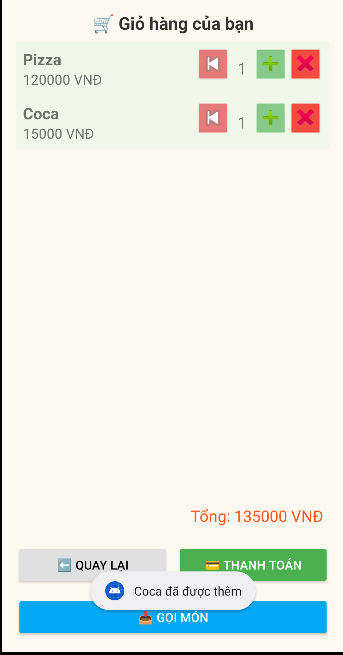 🛒 Giỏ hàng của bạn
Pizza
120000 VNĐ
1
Coca
15000 VNĐ
1
Tổng: 135000 VNĐ
⬅️ QUAY LẠI
💳 THANH TOÁN
Coca đã được thêm
📥 GỌI MÓN